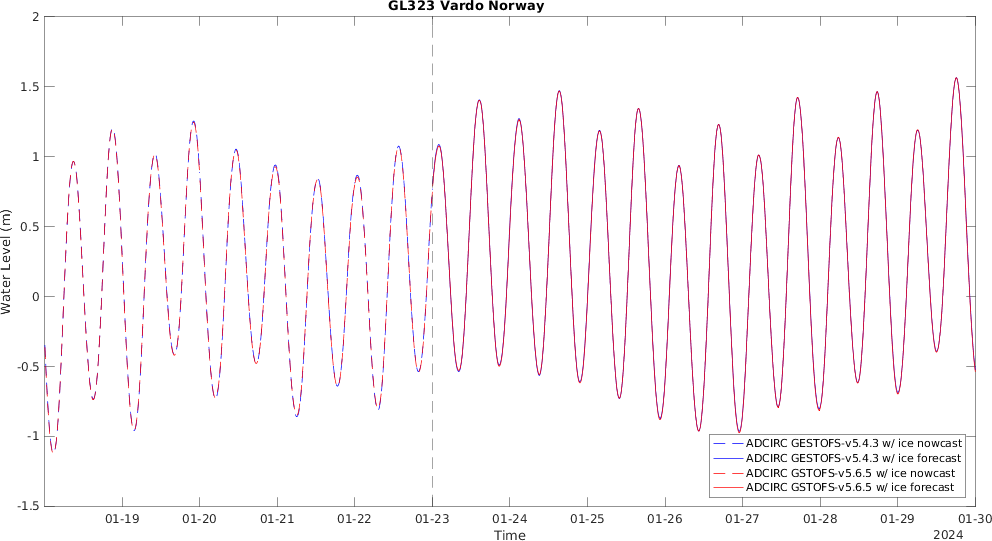 GL323 Vardo Norway
2
1.5
1
0.5
0
-0.5
-1
-1.5
Water Level (m)
ADCIRC GESTOFS-v5.4.3 w/ ice nowcast
ADCIRC GESTOFS-v5.4.3 w/ ice forecast
ADCIRC GSTOFS-v5.6.5 w/ ice nowcast
ADCIRC GSTOFS-v5.6.5 w/ ice forecast
01-19 01-20 01-21 01-22 01-23 01-24 01-25 01-26 01-27 01-28 01-29 01-30
Time
2024